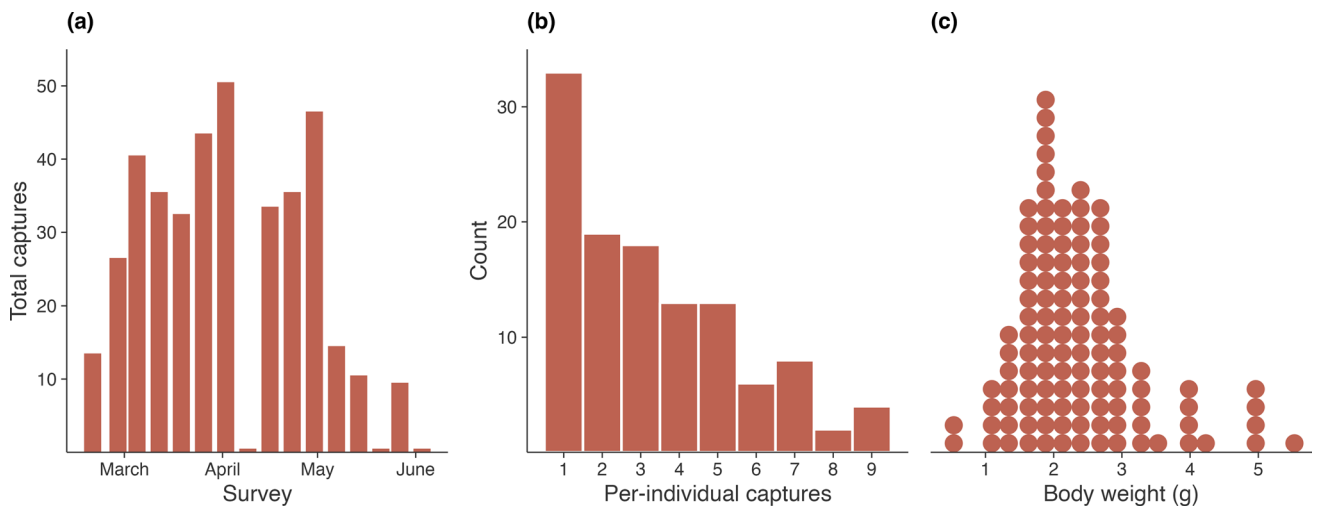 (a)
(b)
(c)
Total captures
50
40
30
20
10
March April May June
Survey
Count
30
20
10
1 2 3 4 5 6 7 8 9
Per-individual captures
1 2 3 4 5
Body weight (g)